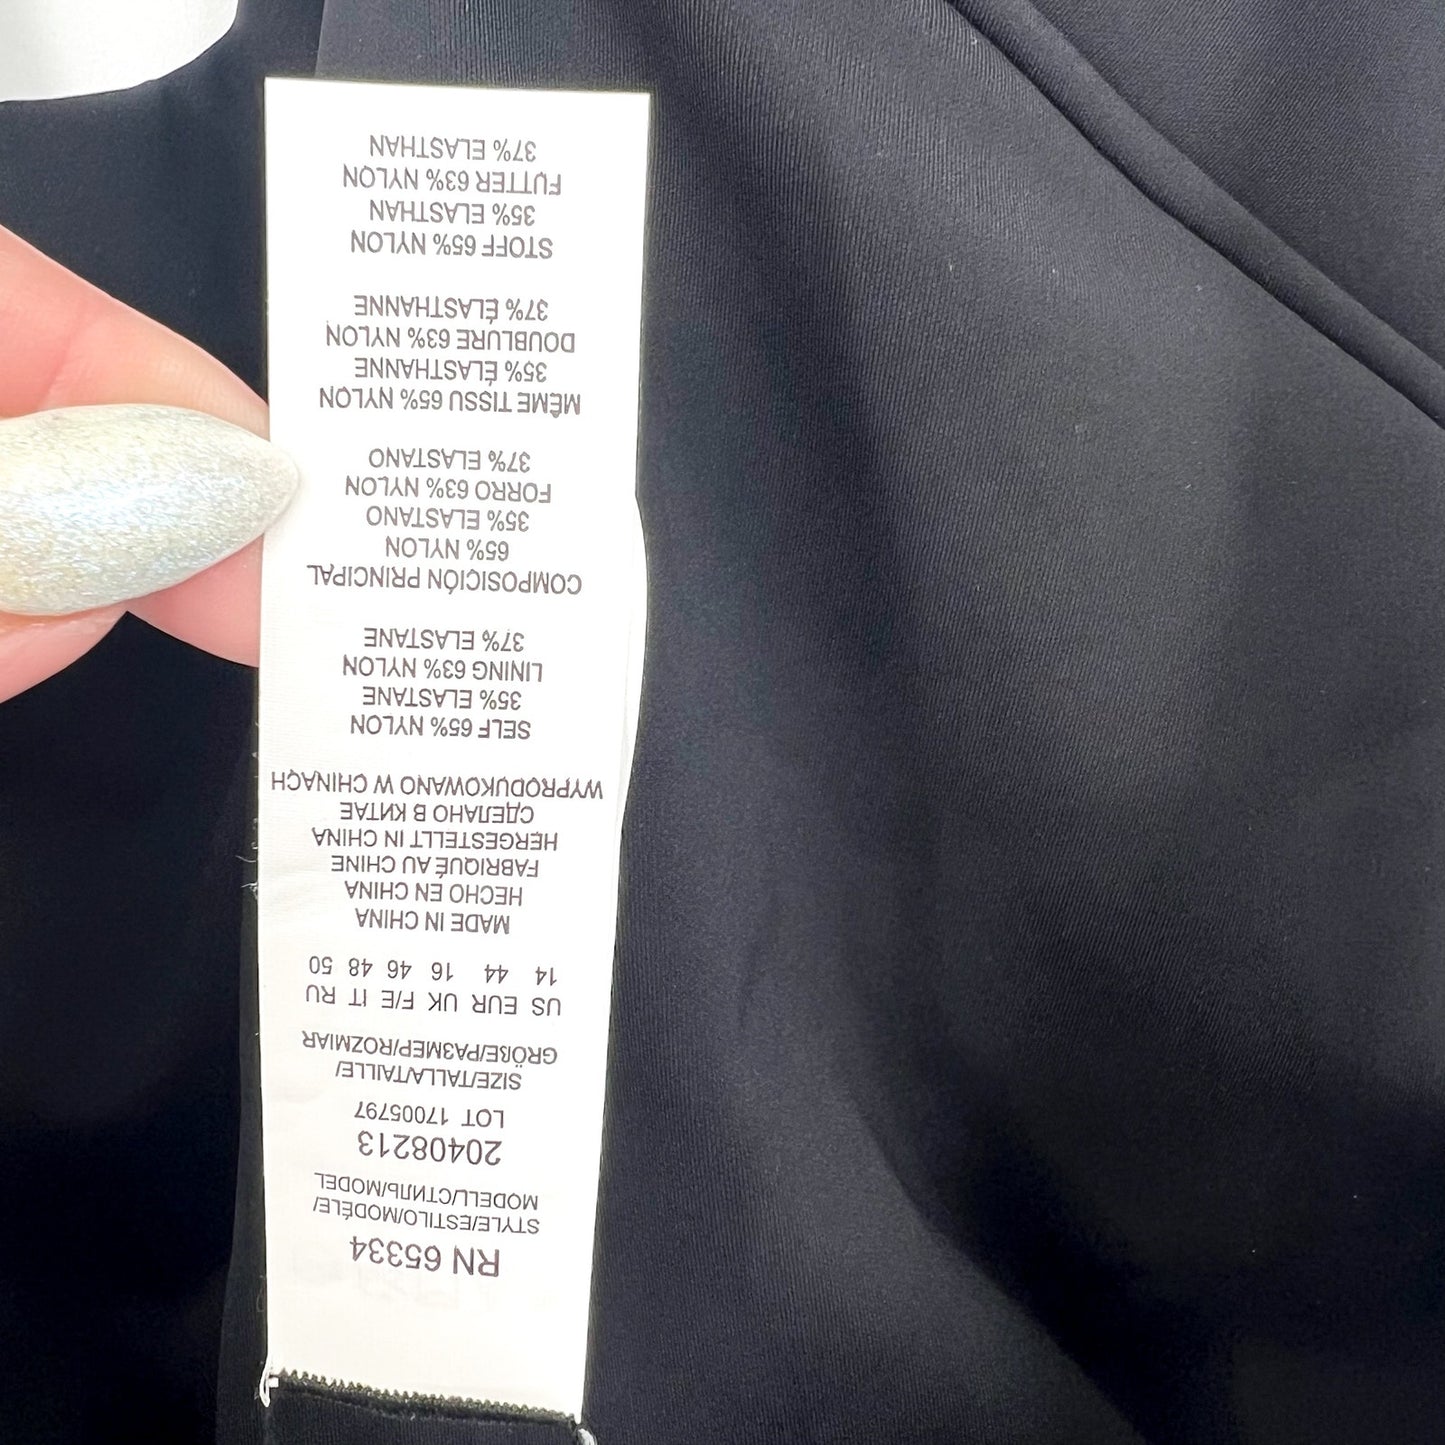 RN 65334
STYLE/ESTILO/MODÈLE/
MODELL/СТИЛЬ/MODEL
20408213
LOT 17005797
SIZE/TALLA/TAILLE/
GRÖßE/РАЗМЕР/ROZMIAR
US EUR UK F/E IT RU
14 44 16 46 48 50
MADE IN CHINA
HECHO EN CHINA
FABRIQUÉ AU CHINE
HERGESTELLT IN CHINA
СДЕЛАНО В КИТАЕ
WYPRODUKOWANO W CHINACH
SELF 65% NYLON
35% ELASTANE
LINING 63% NYLON
37% ELASTANE
COMPOSICIÓN PRINCIPAL
65% NYLON
35% ELASTANO
FORRO 63% NYLON
37% ELASTANO
MÊME TISSU 65% NYLON
35% ÉLASTHANNE
DOUBLURE 63% NYLON
37% ÉLASTHANNE
STOFF 65% NYLON
35% ELASTHAN
FUTTER 63% NYLON
37% ELASTHAN